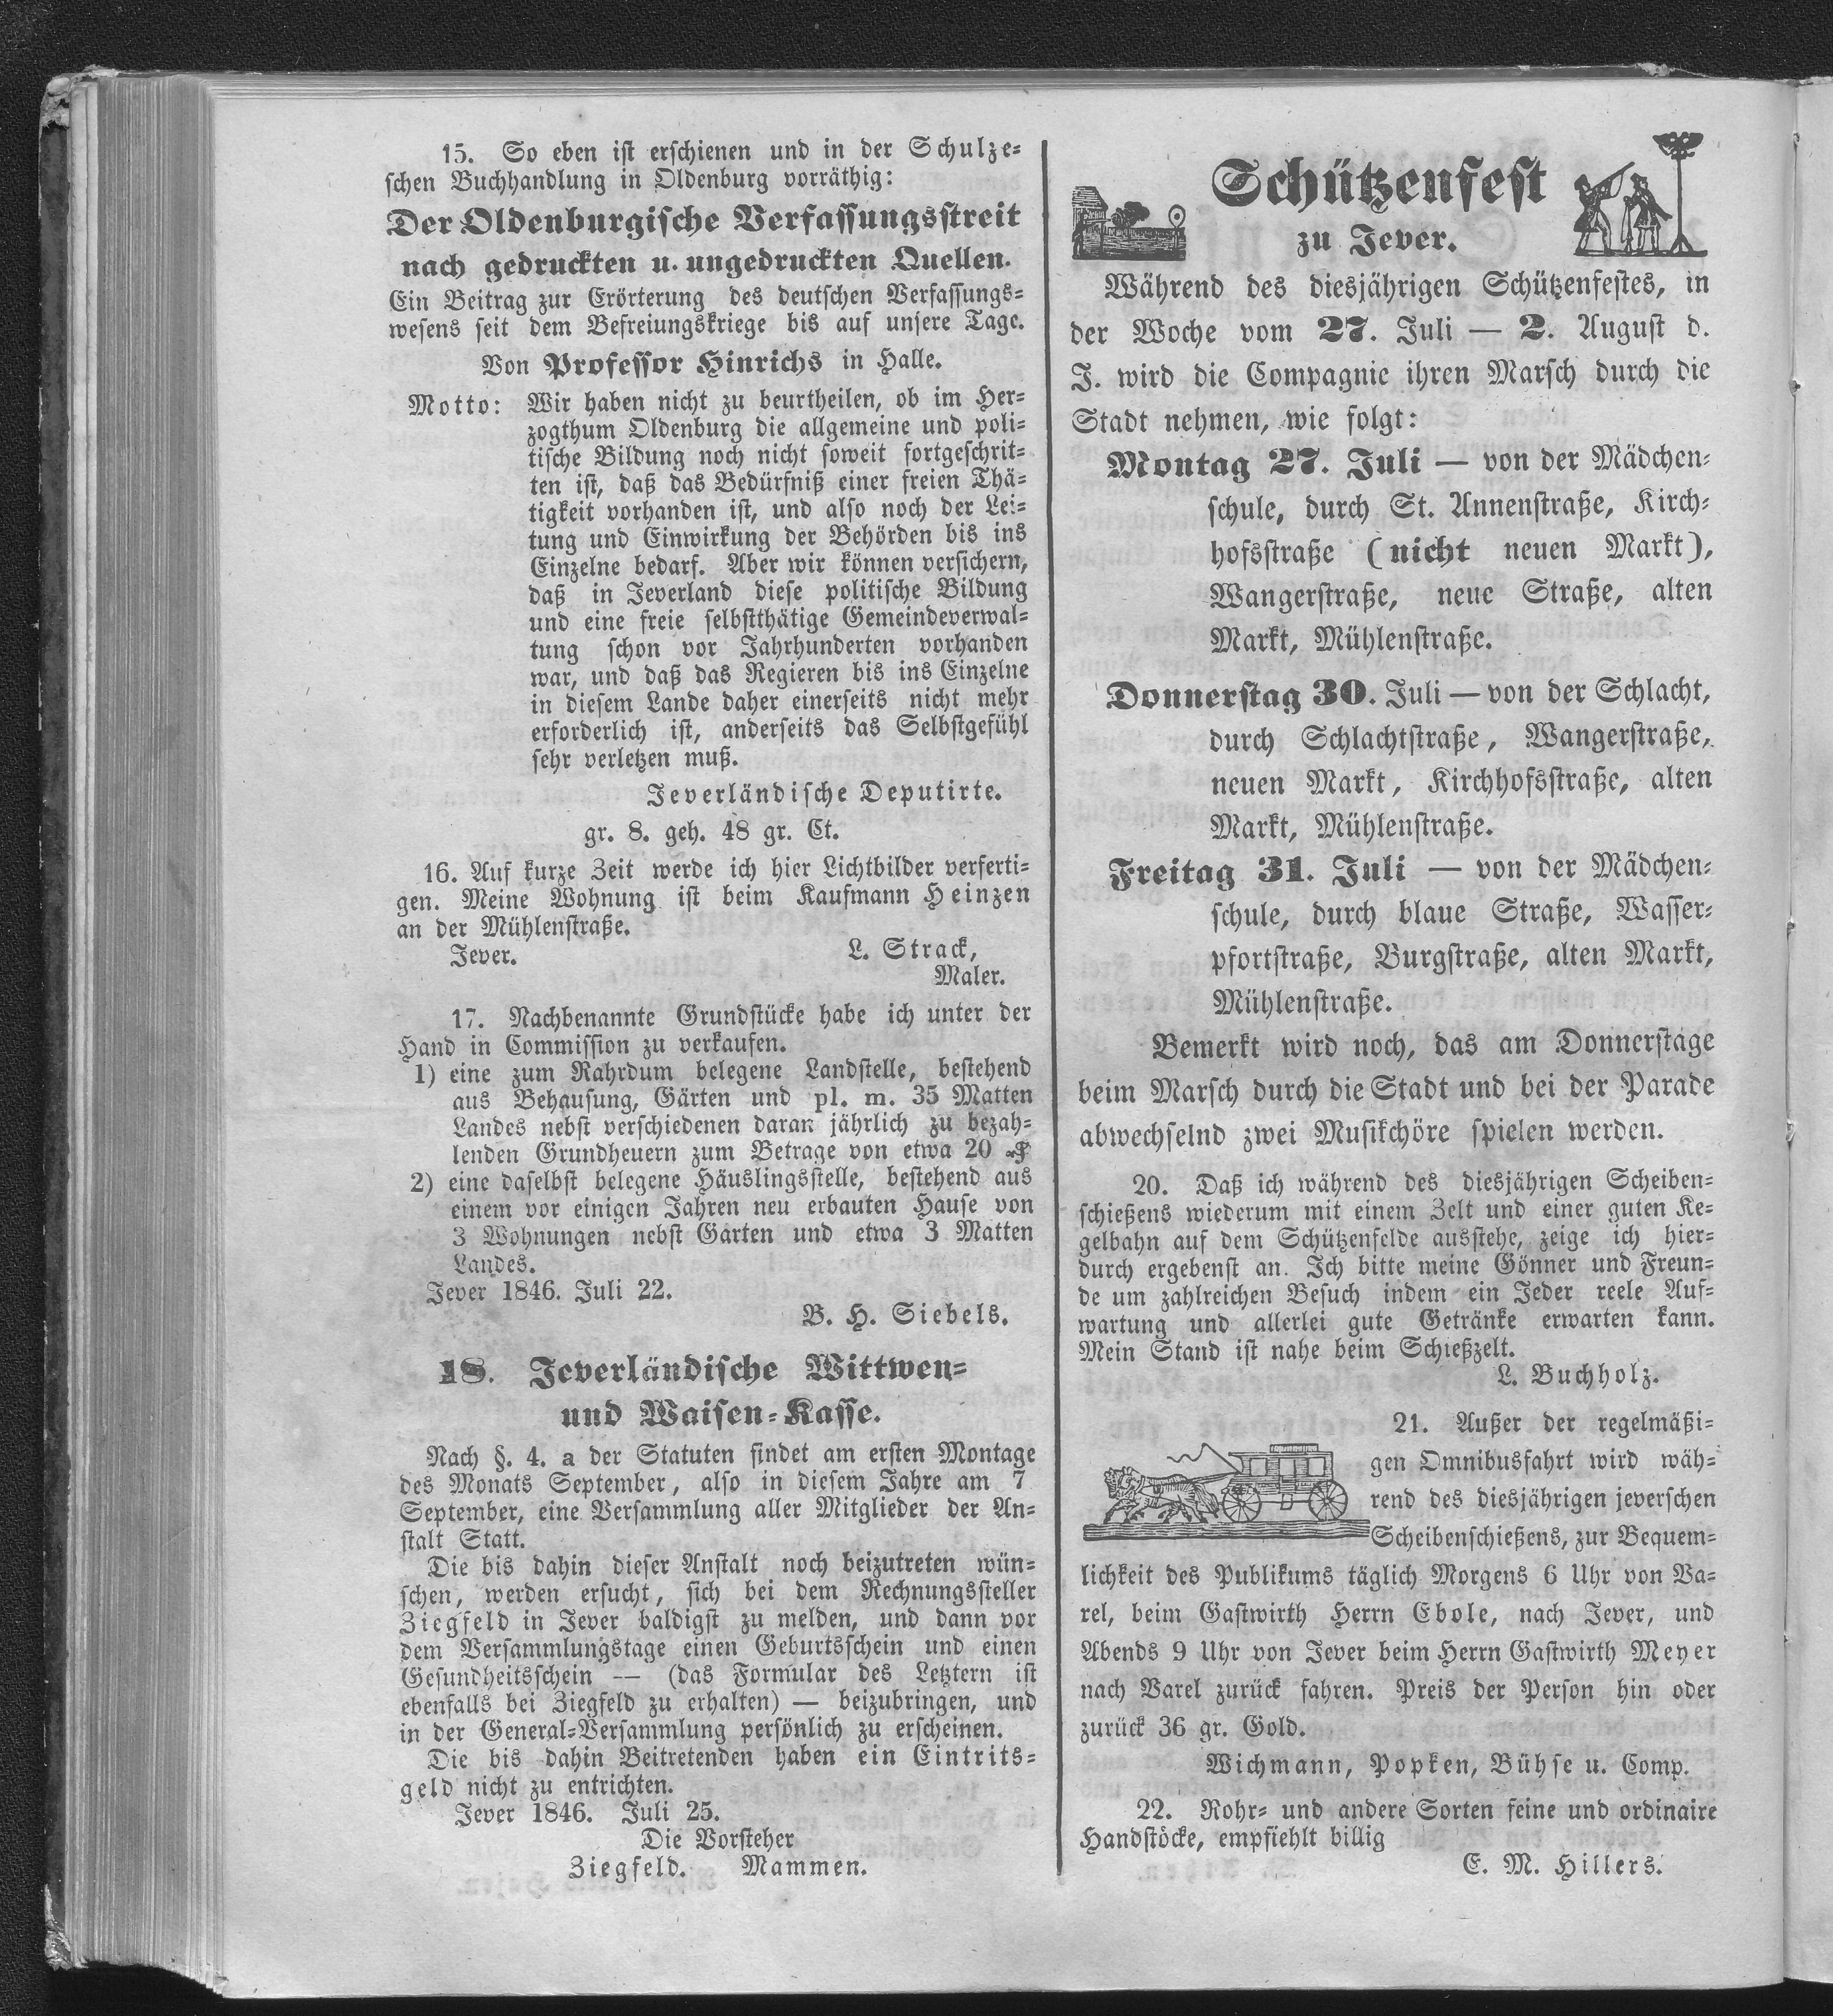 15. So eben ist erschienen und in der Schulze-
schen Buchhandlung in Oldenburg vorräthig:
Der Oldenburgische Verfassungsstreit
nach gedruckten u. ungedruckten Quellen.
Ein Beitrag zur Erörterung des deutschen Verfassungs-
wesens seit dem Befreiungskriege bis auf unsere Tage.
Von Professor Hinrichs in Halle.
Motto: Wir haben nicht zu beurtheilen, ob im Her-
zogthum Oldenburg die allgemeine und poli-
tische Bildung noch nicht soweit fortgeschrit-
ten ist, daß das Bedürfniß einer freien Thä-
tigkeit vorhanden ist, und also noch der Lei-
tung und Einwirkung der Behörden bis ins
Einzelne bedarf. Aber wir können versichern,
daß in Jeverland diese politische Bildung
und eine freie selbstthätige Gemeindeverwal-
tung schon vor Jahrhunderten vorhanden
war, und daß das Regieren bis ins Einzelne
in diesem Lande daher einerseits nicht mehr
erforderlich ist, anderseits das Selbstgefühl
sehr verletzen muß.
Jeverländische Deputirte.
gr. 8. geh. 48 gr. Ct.
16. Auf kurze Zeit werde ich hier Lichtbilder verferti-
gen. Meine Wohnung ist beim Kaufmann Heinzen
an der Mühlenstraße.
Jever. L. Strack,
Maler.
17. Nachbenannte Grundstücke habe ich unter der
Hand in Commission zu verkaufen.
1) eine zum Rahrdum belegene Landstelle, bestehend
aus Behausung, Gärten und pl. m. 35 Matten
Landes nebst verschiedenen daran jährlich zu bezah-
lenden Grundheuern zum Betrage von etwa 20 ₰
2) eine daselbst belegene Häuslingsstelle, bestehend aus
einem vor einigen Jahren neu erbauten Hause von
3 Wohnungen nebst Garten und etwa 3 Matten
Landes.
Jever 1846. Juli 22.
B. H. Siebels.
18. Jeverländische Wittwen-
und Waisen-Kasse.
Nach §. 4. a der Statuten findet am ersten Montage
des Monats September, also in diesem Jahre am 7
September, eine Versammlung aller Mitglieder der An-
stalt Statt.
Die bis dahin dieser Anstalt noch beizutreten wün-
schen, werden ersucht, sich bei dem Rechnungssteller
Ziegfeld in Jever baldigst zu melden, und dann vor
dem Versammlungstage einen Geburtsschein und einen
Gesundheitsschein — (das Formular des Letztern ist
ebenfalls bei Ziegfeld zu erhalten) — beizubringen, und
in der General-Versammlung persönlich zu erscheinen.
Die bis dahin Beitretenden haben ein Eintrits-
geld nicht zu entrichten.
Jever 1846. Juli 25.
Die Vorsteher
Ziegfeld. Mammen.
Schützenfest
zu Jever.
Während des diesjährigen Schützenfestes, in
der Woche vom 27. Juli — 2. August d.
J. wird die Compagnie ihren Marsch durch die
Stadt nehmen, wie folgt:
Montag 27. Juli — von der Mädchen-
schule, durch St. Annenstraße, Kirch-
hofsstraße (nicht neuen Markt),
Wangerstraße, neue Straße, alten
Markt, Mühlenstraße.
Donnerstag 30. Juli — von der Schlacht,
durch Schlachtstraße, Wangerstraße,
neuen Markt, Kirchhofsstraße, alten
Markt, Mühlenstraße.
Freitag 31. Juli — von der Mädchen-
schule, durch blaue Straße, Wasser-
pfortstraße, Burgstraße, alten Markt,
Mühlenstraße.
Bemerkt wird noch, das am Donnerstage
beim Marsch durch die Stadt und bei der Parade
abwechselnd zwei Musikchöre spielen werden.
20. Daß ich während des diesjährigen Scheiben-
schießens wiederum mit einem Zelt und einer guten Ke-
gelbahn auf dem Schützenfelde ausstehe, zeige ich hier-
durch ergebenst an. Ich bitte meine Gönner und Freun-
de um zahlreichen Besuch indem ein Jeder reele Auf-
wartung und allerlei gute Getränke erwarten kann.
Mein Stand ist nahe beim Schießzelt.
L. Buchholz.
21. Außer der regelmäßi-
gen Omnibusfahrt wird wäh-
rend des diesjährigen jeverschen
Scheibenschießens, zur Bequem-
lichkeit des Publikums täglich Morgens 6 Uhr von Va-
rel, beim Gastwirth Herrn Ebole, nach Jever, und
Abends 9 Uhr von Jever beim Herrn Gastwirth Meyer
nach Varel zurück fahren. Preis der Person hin oder
zurück 36 gr. Gold.
Wichmann, Popken, Bühse u. Comp.
22. Rohr- und andere Sorten feine und ordinaire
Handstöcke, empfiehlt billig
E. M. Hillers.